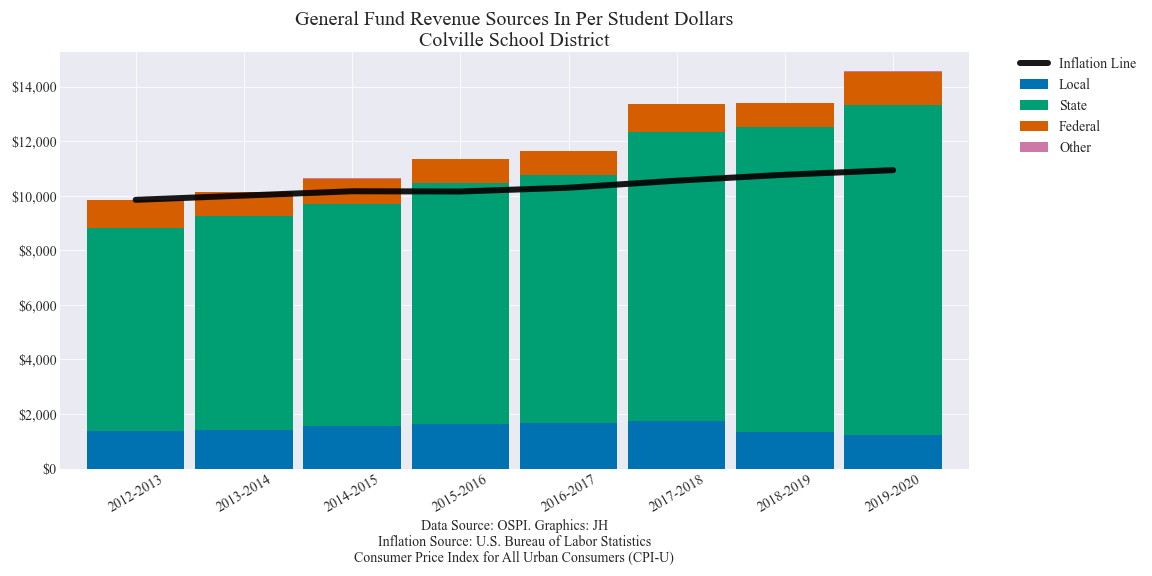 General Fund Revenue Sources In Per Student Dollars
Colville School District
Inflation Line
Local
State
Federal
Other
$14,000
$12,000
$10,000
$8,000
$6,000
$4,000
$2,000
$0
2012-2013
2013-2014
2014-2015
2015-2016
2016-2017
2017-2018
2018-2019
2019-2020
Data Source: OSPI. Graphics: JH
Inflation Source: U.S. Bureau of Labor Statistics
Consumer Price Index for All Urban Consumers (CPI-U)